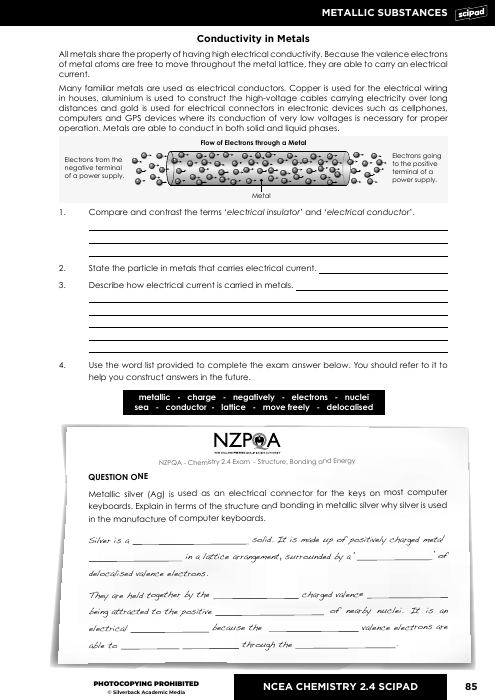 METALLIC SUBSTANCES
scipad
Conductivity in Metals
All metals share the property of having high electrical conductivity. Because the valence electrons
of metal atoms are free to move throughout the metal lattice, they are able to carry an electrical
current.
Many familiar metals are used as electrical conductors. Copper is used for the electrical wiring
in houses, aluminium is used to construct the high-voltage cables carrying electricity over long
distances and gold is used for electrical connectors in electronic devices such as cellphones,
computers and GPS devices where its conduction of very low voltages is necessary for proper
operation. Metals are able to conduct in both solid and liquid phases.
Flow of Electrons through a Metal
Electrons from the
negative terminal
of a power supply.
Electrons going
to the positive
terminal of a
power supply.
Metal
1. Compare and contrast the terms 'electrical insulator' and 'electrical conductor'.
2. State the particle in metals that carries electrical current.
3. Describe how electrical current is carried in metals.
4. Use the word list provided to complete the exam answer below. You should refer to it to
help you construct answers in the future.
metallic - charge - negatively - electrons - nuclei
sea - conductor - lattice - move freely - delocalised
NZPQA
NZPQA - Chemistry 2.4 Exam - Structure, Bonding and Energy
QUESTION ONE
Metallic silver (Ag) is used as an electrical connector for the keys on most computer
keyboards. Explain in terms of the structure and bonding in metallic silver why silver is used
in the manufacture of computer keyboards.
Silver is a ____ solid. It is made up of positively charged metal
____ in a lattice arrangement, surrounded by a '____' of
delocalised valence electrons.
They are held together by the ____ charged valence ____
being attracted to the positive ____ of nearby nuclei. It is an
electrical ____ because the ____ valence electrons are
able to ____ ____ through the ____.
PHOTOCOPYING PROHIBITED
© Silverback Academic Media
NCEA CHEMISTRY 2.4 SCIPAD
85